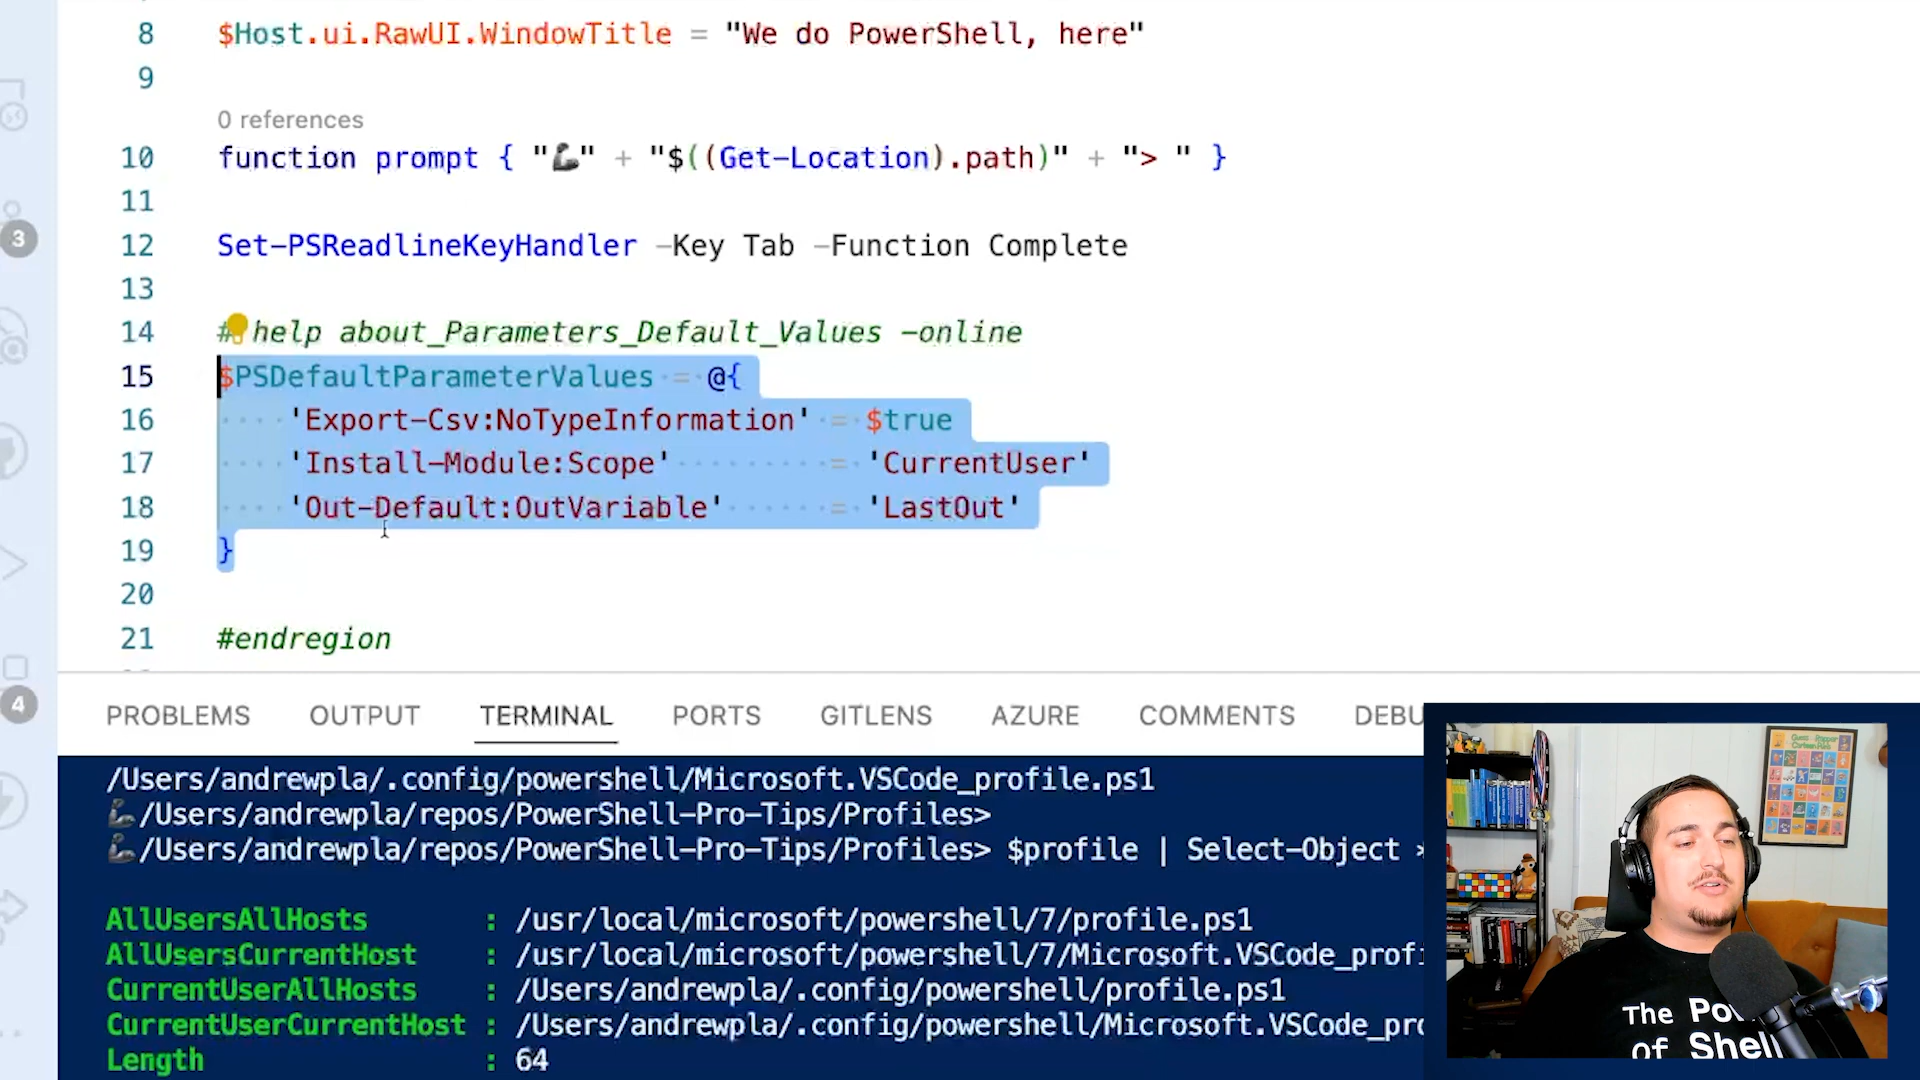 8 $Host.ui.RawUI.WindowTitle = "We do PowerShell, here"
9
0 references
10 function prompt { "🦾" + "$((Get-Location).path)" + "> " }
11
12 Set-PSReadlineKeyHandler -Key Tab -Function Complete
13
14 # help about_Parameters_Default_Values -online
15 $PSDefaultParameterValues = @{
16 'Export-Csv:NoTypeInformation' = $true
17 'Install-Module:Scope' = 'CurrentUser'
18 'Out-Default:OutVariable' = 'LastOut'
19 }
20
21 #endregion
3
4
PROBLEMS OUTPUT TERMINAL PORTS GITLENS AZURE COMMENTS DEBU
/Users/andrewpla/.config/powershell/Microsoft.VSCode_profile.ps1
🦾/Users/andrewpla/repos/PowerShell-Pro-Tips/Profiles>
🦾/Users/andrewpla/repos/PowerShell-Pro-Tips/Profiles> $profile | Select-Object *
AllUsersAllHosts : /usr/local/microsoft/powershell/7/profile.ps1
AllUsersCurrentHost : /usr/local/microsoft/powershell/7/Microsoft.VSCode_profi
CurrentUserAllHosts : /Users/andrewpla/.config/powershell/profile.ps1
CurrentUserCurrentHost : /Users/andrewpla/.config/powershell/Microsoft.VSCode_pro
Length : 64
The Pow
Of Shell